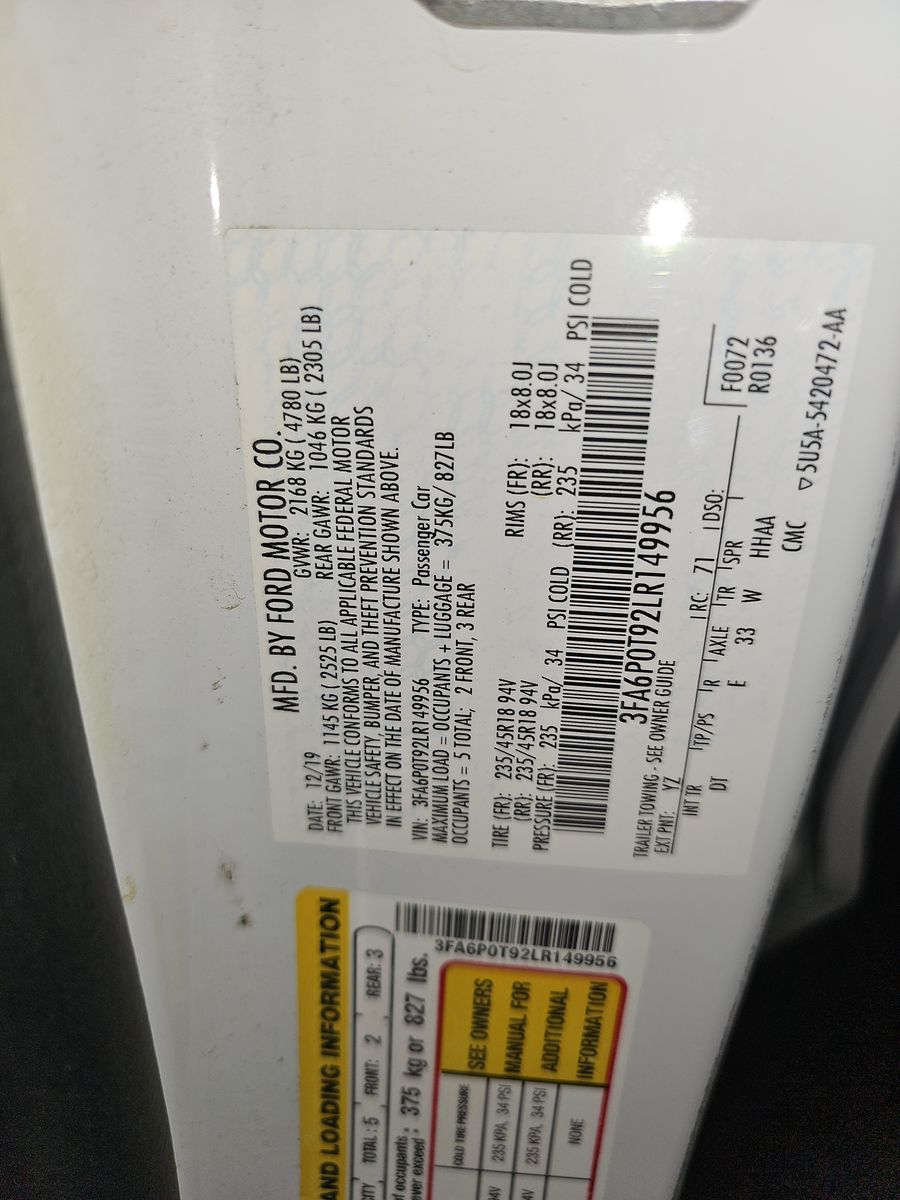 MFD. BY FORD MOTOR CO.
DATE: 12/19 GVWR: 2168 KG ( 4780 LB)
FRONT GAWR: 1145 KG ( 2525 LB) REAR GAWR: 1046 KG ( 2305 LB)
THIS VEHICLE CONFORMS TO ALL APPLICABLE FEDERAL MOTOR
VEHICLE SAFETY, BUMPER, AND THEFT PREVENTION STANDARDS
IN EFFECT ON THE DATE OF MANUFACTURE SHOWN ABOVE.
VIN: 3FA6P0T92LR149956 TYPE: Passenger Car
MAXIMUM LOAD = OCCUPANTS + LUGGAGE = 375KG/ 827LB
OCCUPANTS = 5 TOTAL; 2 FRONT, 3 REAR
TIRE (FR): 235/45R18 94V RIMS (FR): 18x8.0J
(RR): 235/45R18 94V (RR): 18x8.0J
PRESSURE (FR): 235 kPa/ 34 PSI COLD (RR): 235 kPa/ 34 PSI COLD
3FA6P0T92LR149956
TRAILER TOWING - SEE OWNER GUIDE
EXT PNT: YZ RC: 71 DSO:
INT TR TP/PS R AXLE TR SPR F0072
DT E 33 W HHAA R0136
CMC
▽5U5A-5420472-AA
AND LOADING INFORMATION
TOTAL : 5 FRONT: 2 REAR: 3
of occupants :
ever exceed : 375 kg or 827 lbs.
3FA6P0T92LR149956
COLD TIRE PRESSURE
235 KPA, 34 PSI
235 KPA, 34 PSI
NONE
SEE OWNERS
MANUAL FOR
ADDITIONAL
INFORMATION